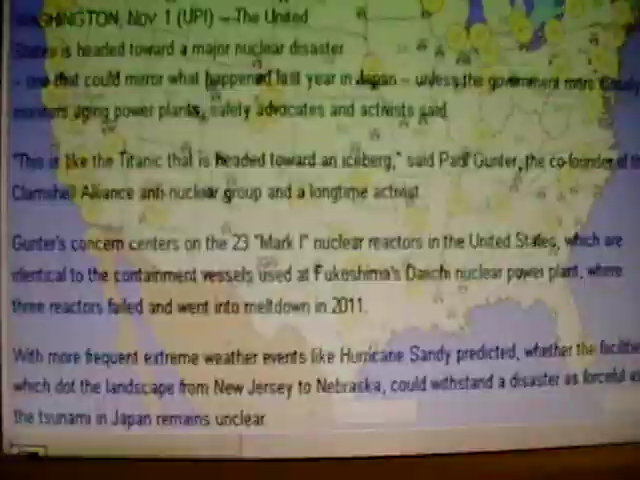 WASHINGTON, Nov. 1 (UPI) -- The United
States is headed toward a major nuclear disaster
-- one that could mirror what happened last year in Japan -- unless the government more closely
monitors aging power plants, safety advocates and activists said.
"This is like the Titanic that is headed toward an iceberg," said Paul Gunter, the co-founder of the
Clamshell Alliance anti-nuclear group and a longtime activist.
Gunter's concern centers on the 23 "Mark I" nuclear reactors in the United States, which are
identical to the containment vessels used at Fukushima's Daiichi nuclear power plant, where
three reactors failed and went into meltdown in 2011.
With more frequent extreme weather events like Hurricane Sandy predicted, whether the facilities
which dot the landscape from New Jersey to Nebraska, could withstand a disaster as forceful as
the tsunami in Japan remains unclear.